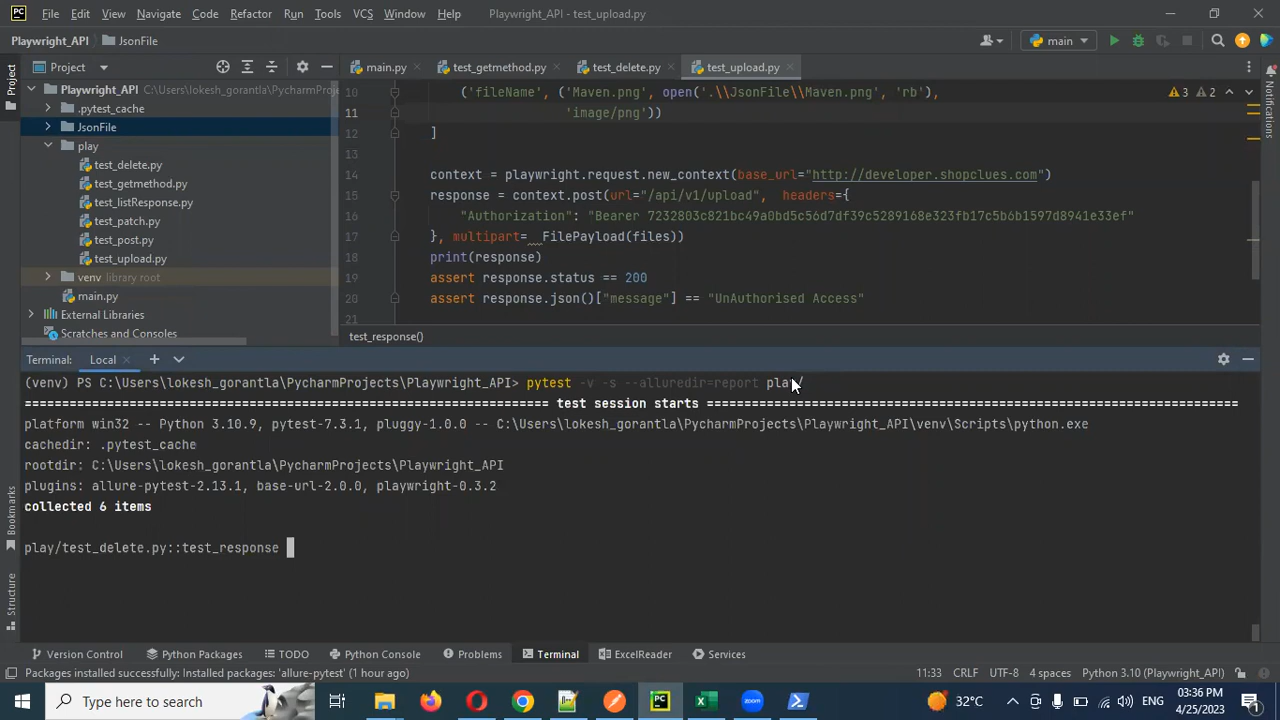 PC File Edit View Navigate Code Refactor Run Tools VCS Window Help Playwright_API - test_upload.py
Playwright_API JsonFile main
Project main.py test_getmethod.py test_delete.py test_upload.py
Project
Playwright_API C:\Users\lokesh_gorantla\PycharmProjects\Playwright_A
.pytest_cache
JsonFile
play
test_delete.py
test_getmethod.py
test_listResponse.py
test_patch.py
test_post.py
test_upload.py
venv library root
main.py
External Libraries
Scratches and Consoles
3 2
10 ('fileName', ('Maven.png', open('.\\JsonFile\\Maven.png', 'rb'),
11 'image/png'))
12 ]
13
14 context = playwright.request.new_context(base_url="http://developer.shopclues.com")
15 response = context.post(url="/api/v1/upload", headers={
16 "Authorization": "Bearer 7232803c821bc49a0bd5c56d7df39c5289168e323fb17c5b6b1597d8941e33ef"
17 }, multipart= FilePayload(files))
18 print(response)
19 assert response.status == 200
20 assert response.json()["message"] == "UnAuthorised Access"
21
test_response()
Notifications
Terminal: Local
(venv) PS C:\Users\lokesh_gorantla\PycharmProjects\Playwright_API> pytest -v -s --alluredir=report play/
============ test session starts ============
platform win32 -- Python 3.10.9, pytest-7.3.1, pluggy-1.0.0 -- C:\Users\lokesh_gorantla\PycharmProjects\Playwright_API\venv\Scripts\python.exe
cachedir: .pytest_cache
rootdir: C:\Users\lokesh_gorantla\PycharmProjects\Playwright_API
plugins: allure-pytest-2.13.1, base-url-2.0.0, playwright-0.3.2
collected 6 items
play/test_delete.py::test_response
Bookmarks
Structure
Version Control Python Packages TODO Python Console Problems Terminal ExcelReader Services
Packages installed successfully: Installed packages: 'allure-pytest' (1 hour ago) 11:33 CRLF UTF-8 4 spaces Python 3.10 (Playwright_API)
Type here to search 32°C ENG 03:36 PM 4/25/2023 1